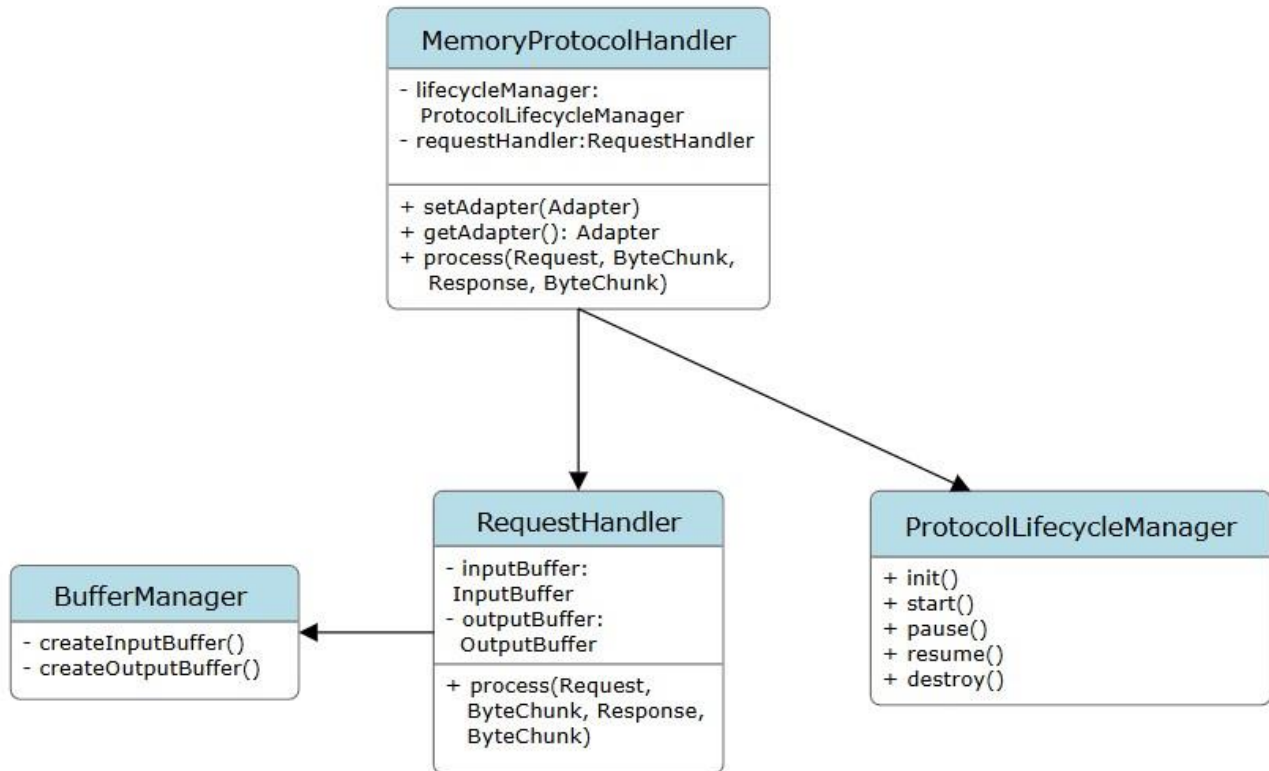 MemoryProtocolHandler
- lifecycleManager:
ProtocolLifecycleManager
- requestHandler:RequestHandler
+ setAdapter(Adapter)
+ getAdapter(): Adapter
+ process(Request, ByteChunk,
Response, ByteChunk)
BufferManager
- createInputBuffer()
- createOutputBuffer()
RequestHandler
- inputBuffer:
InputBuffer
- outputBuffer:
OutputBuffer
+ process(Request,
ByteChunk, Response,
ByteChunk)
ProtocolLifecycleManager
+ init()
+ start()
+ pause()
+ resume()
+ destroy()